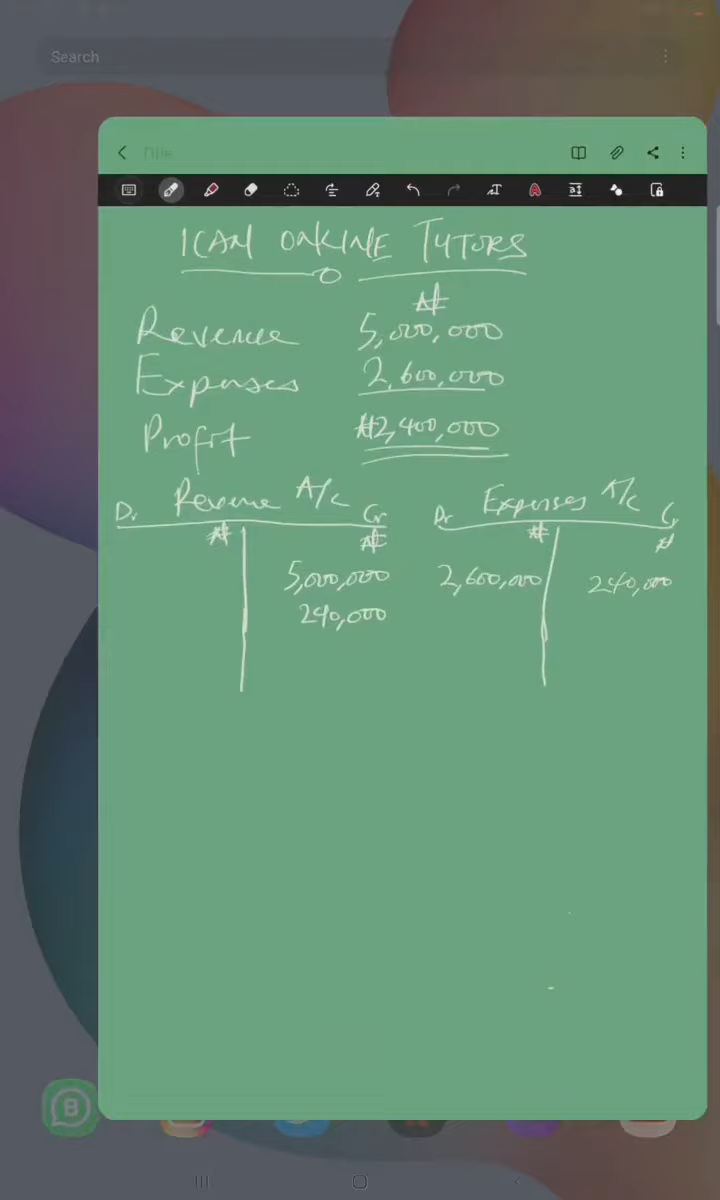 Search
Title
ICAN ONLINE TUTORS
₦
Revenue 5,000,000
Expenses 2,600,000
Profit ₦2,400,000
Dr Revenue A/c Cr
₦ ₦
5,000,000
240,000
Dr Expenses A/c Cr
₦ ₦
2,600,000 240,000